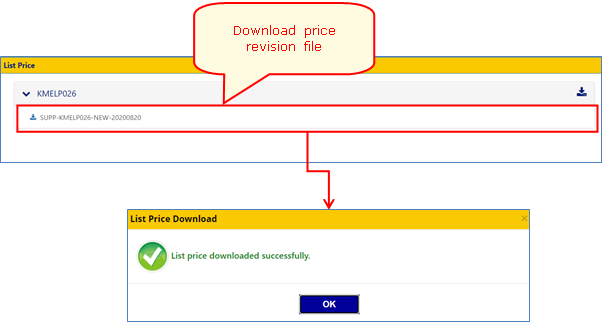 Download price
revision file
List Price
KMELP026
SUPP-KMELP026-NEW-20200820
List Price Download
×
List price downloaded successfully.
OK